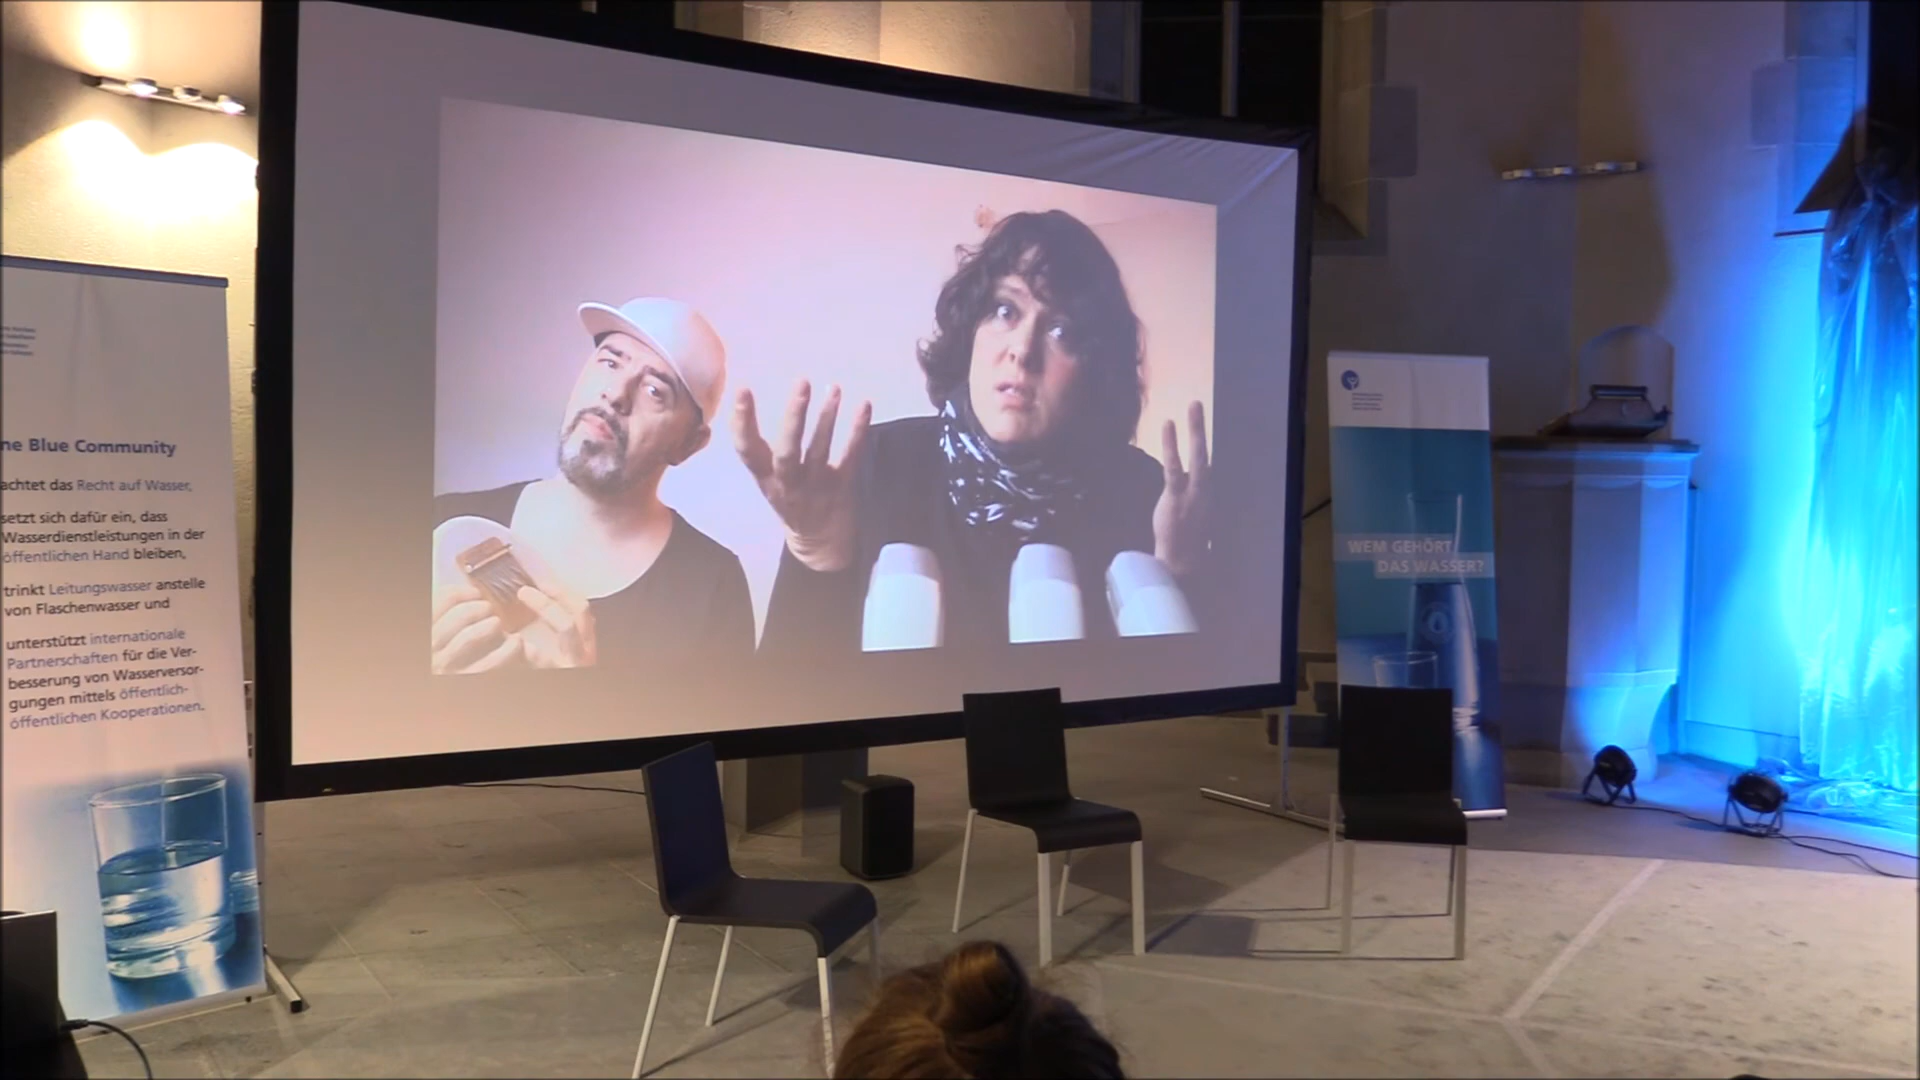 ne Blue Community
achtet das Recht auf Wasser,
setzt sich dafür ein, dass
Wasserdienstleistungen in der
öffentlichen Hand bleiben,
trinkt Leitungswasser anstelle
von Flaschenwasser und
unterstützt internationale
Partnerschaften für die Ver-
besserung von Wasserversor-
gungen mittels öffentlich-
öffentlichen Kooperationen.
WEM GEHÖRT
DAS WASSER?